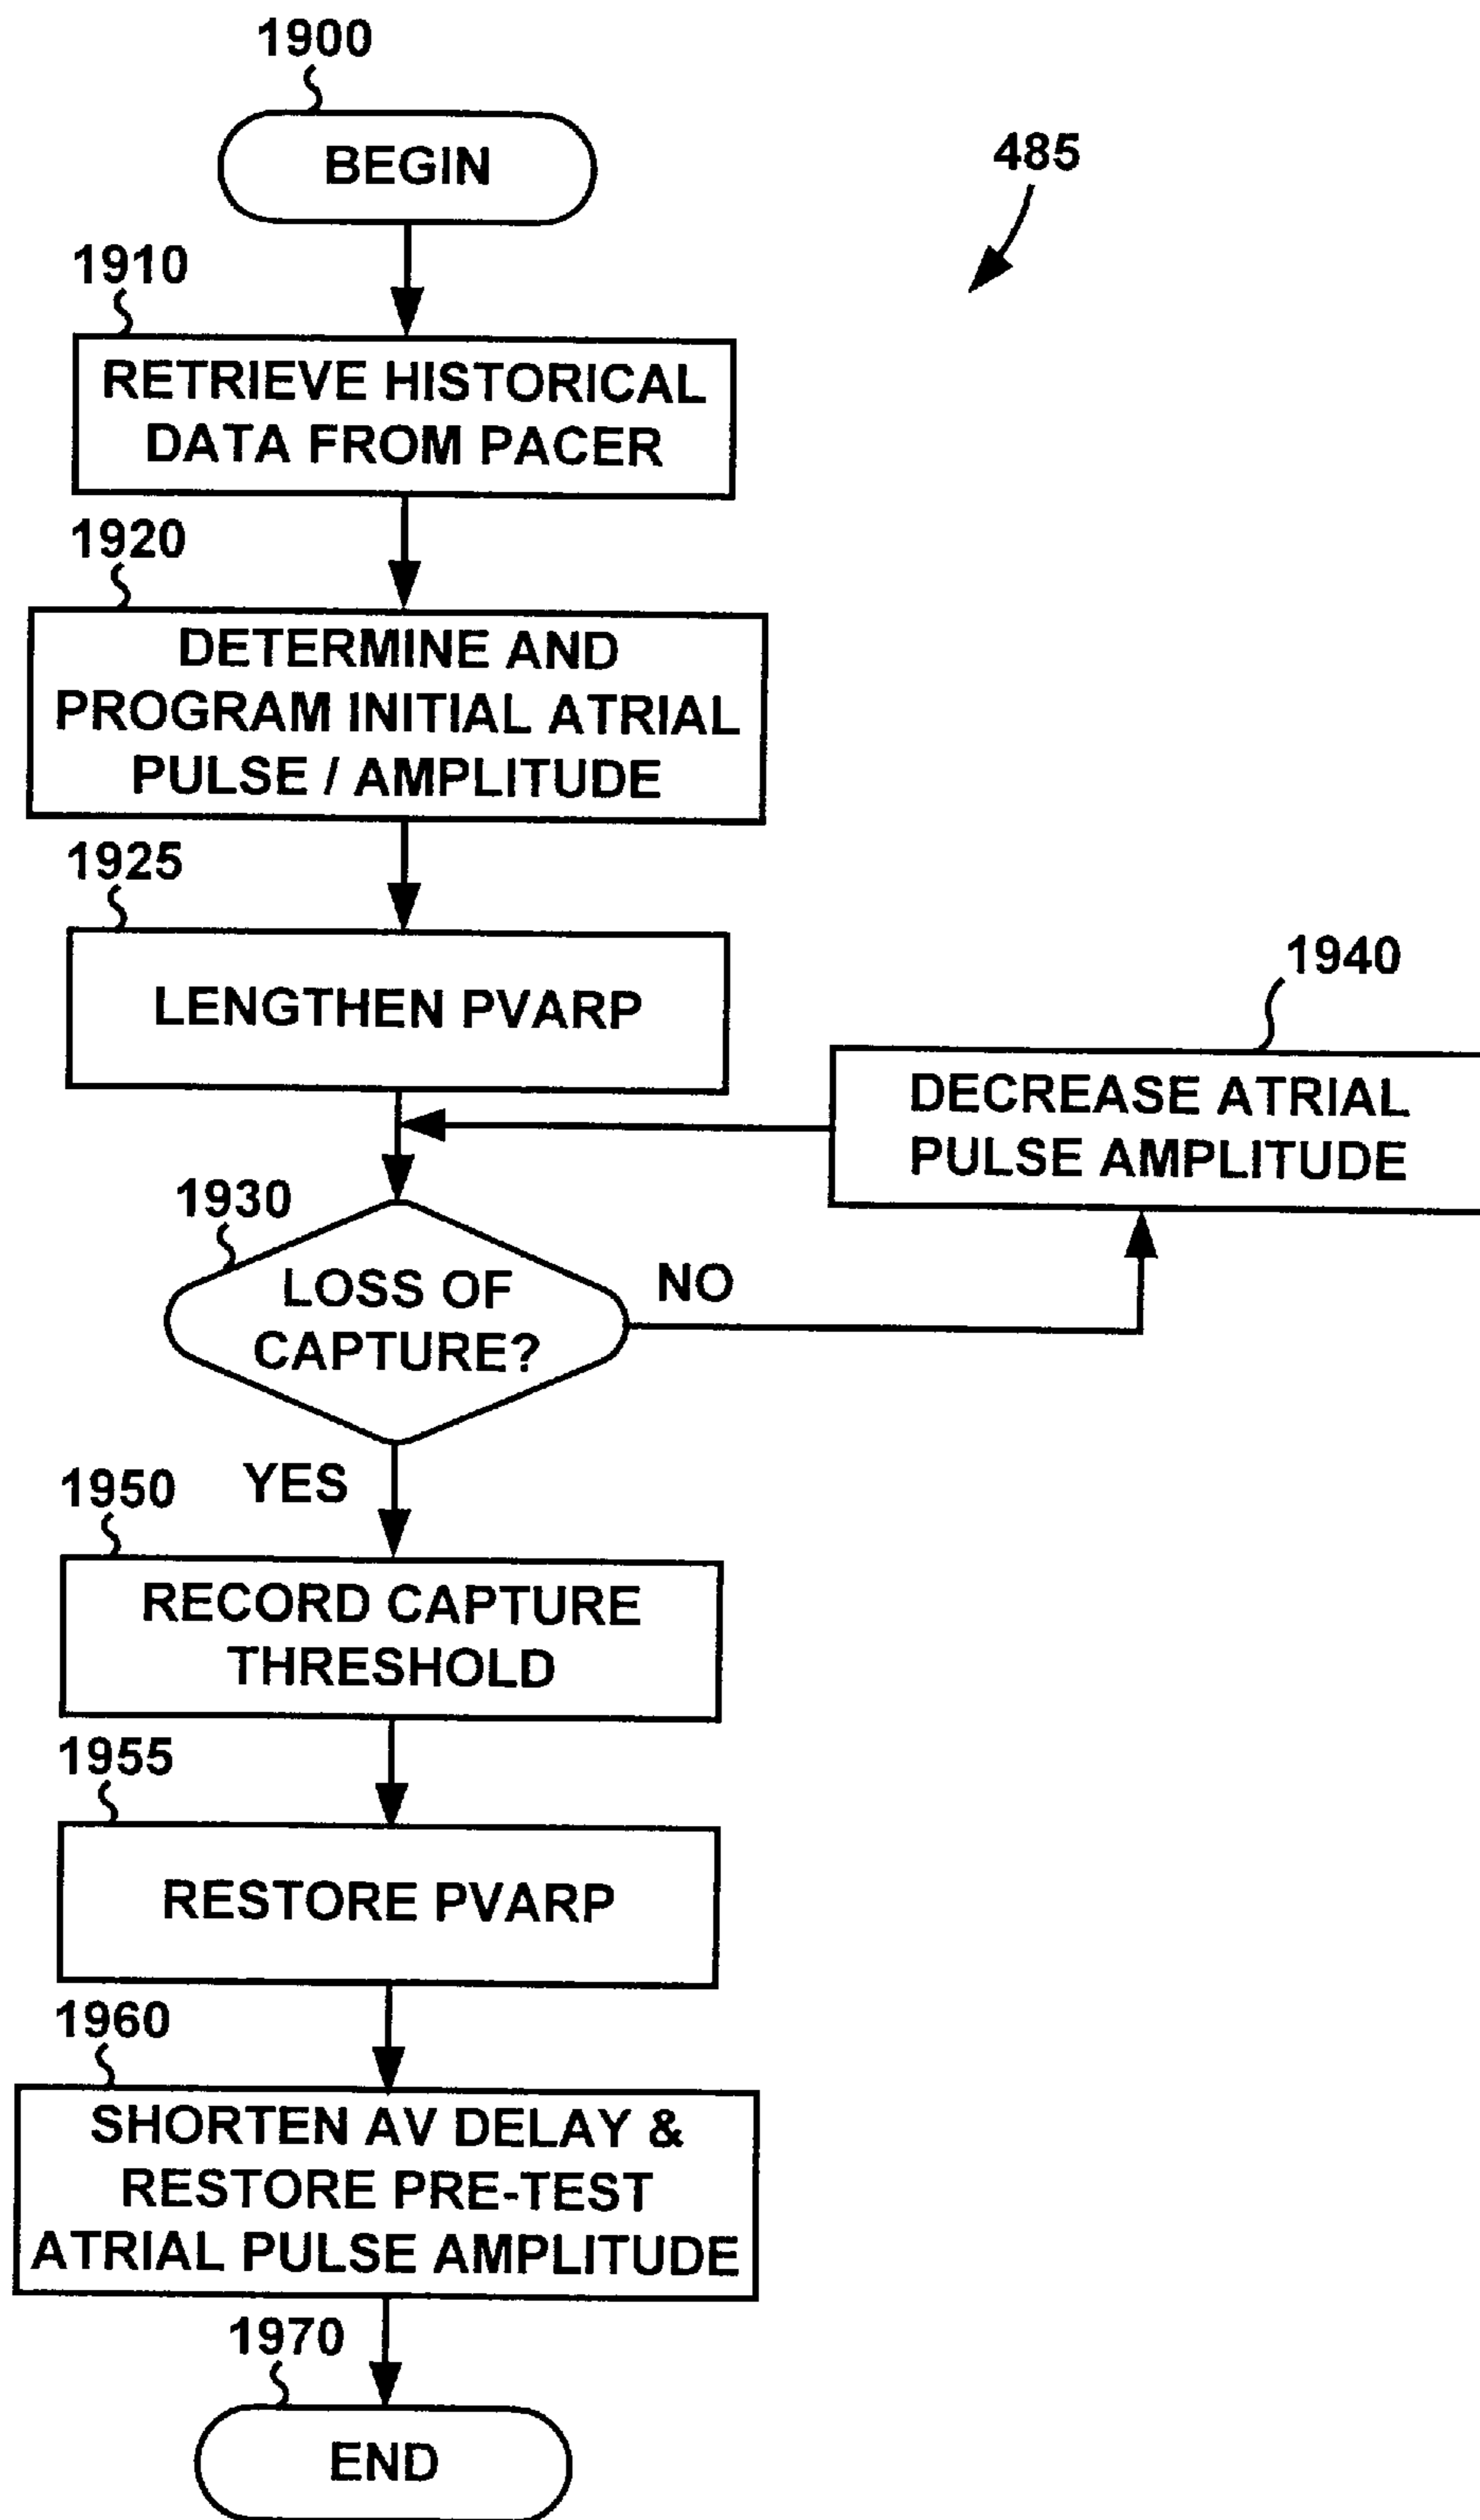 1900
BEGIN
485
1910
RETRIEVE HISTORICAL
DATA FROM PACER
1920
DETERMINE AND
PROGRAM INITIAL ATRIAL
PULSE / AMPLITUDE
1925
LENGTHEN PVARP
1940
DECREASE ATRIAL
PULSE AMPLITUDE
1930
LOSS OF
CAPTURE?
NO
YES
1950
RECORD CAPTURE
THRESHOLD
1955
RESTORE PVARP
1960
SHORTEN AV DELAY &
RESTORE PRE-TEST
ATRIAL PULSE AMPLITUDE
1970
END